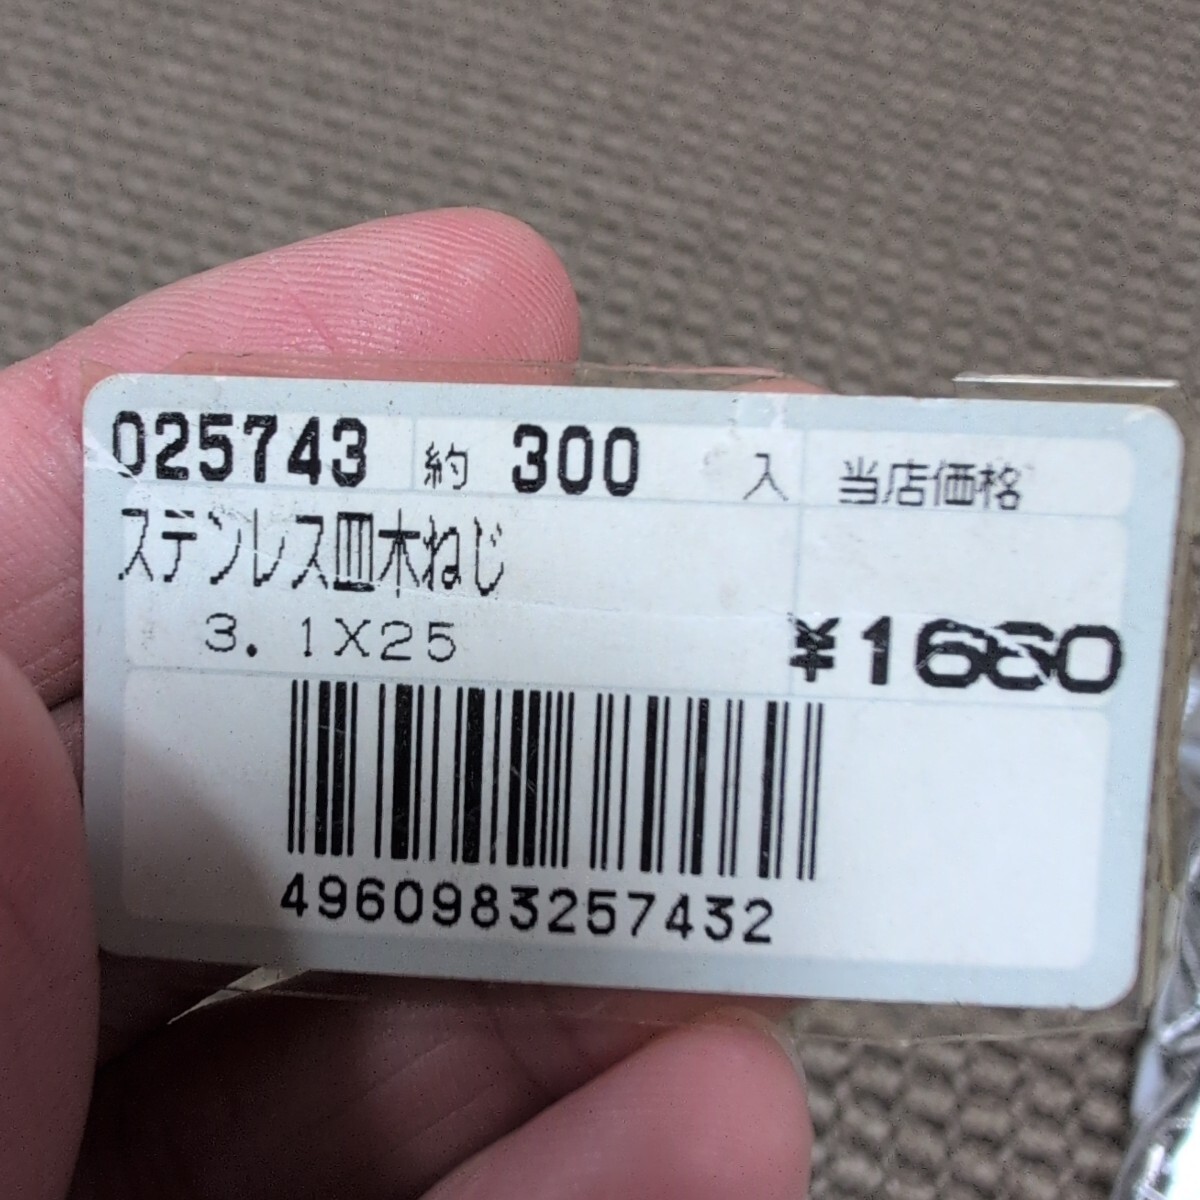 025743 約 300 入 当店価格
ステンレス皿木ねじ
3.1X25 ¥1680
4960983257432